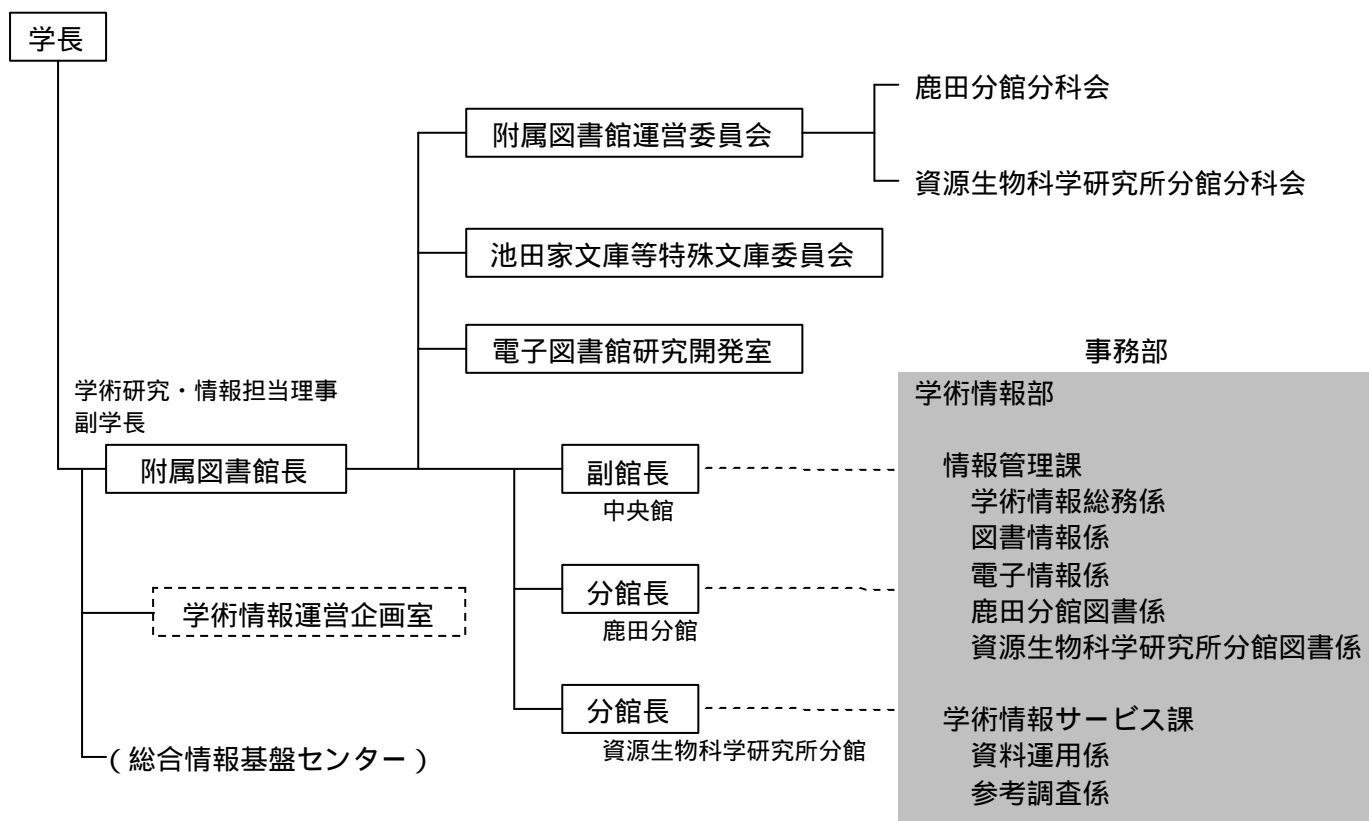 学長
鹿田分館分科会
附属図書館運営委員会
資源生物科学研究所分館分科会
池田家文庫等特殊文庫委員会
電子図書館研究開発室
学術研究・情報担当理事
副学長
附属図書館長
副館長
中央館
学術情報運営企画室
分館長
鹿田分館
分館長
資源生物科学研究所分館
(総合情報基盤センター)
事務部
学術情報部
情報管理課
学術情報総務係
図書情報係
電子情報係
鹿田分館図書係
資源生物科学研究所分館図書係
学術情報サービス課
資料運用係
参考調査係